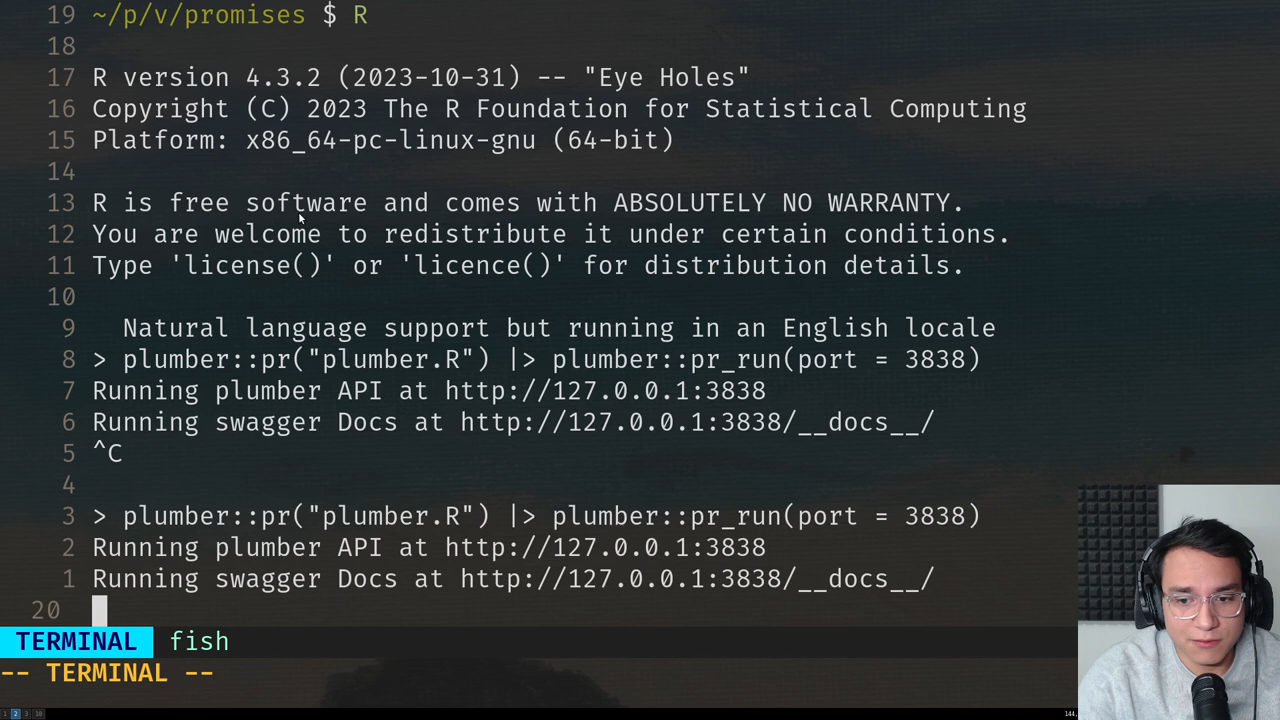 19 ~/p/v/promises $ R
18
17 R version 4.3.2 (2023-10-31) -- "Eye Holes"
16 Copyright (C) 2023 The R Foundation for Statistical Computing
15 Platform: x86_64-pc-linux-gnu (64-bit)
14
13 R is free software and comes with ABSOLUTELY NO WARRANTY.
12 You are welcome to redistribute it under certain conditions.
11 Type 'license()' or 'licence()' for distribution details.
10
9 Natural language support but running in an English locale
8 > plumber::pr("plumber.R") |> plumber::pr_run(port = 3838)
7 Running plumber API at http://127.0.0.1:3838
6 Running swagger Docs at http://127.0.0.1:3838/__docs__/
5 ^C
4
3 > plumber::pr("plumber.R") |> plumber::pr_run(port = 3838)
2 Running plumber API at http://127.0.0.1:3838
1 Running swagger Docs at http://127.0.0.1:3838/__docs__/
20
TERMINAL fish
-- TERMINAL --
1 2 3 10
144,